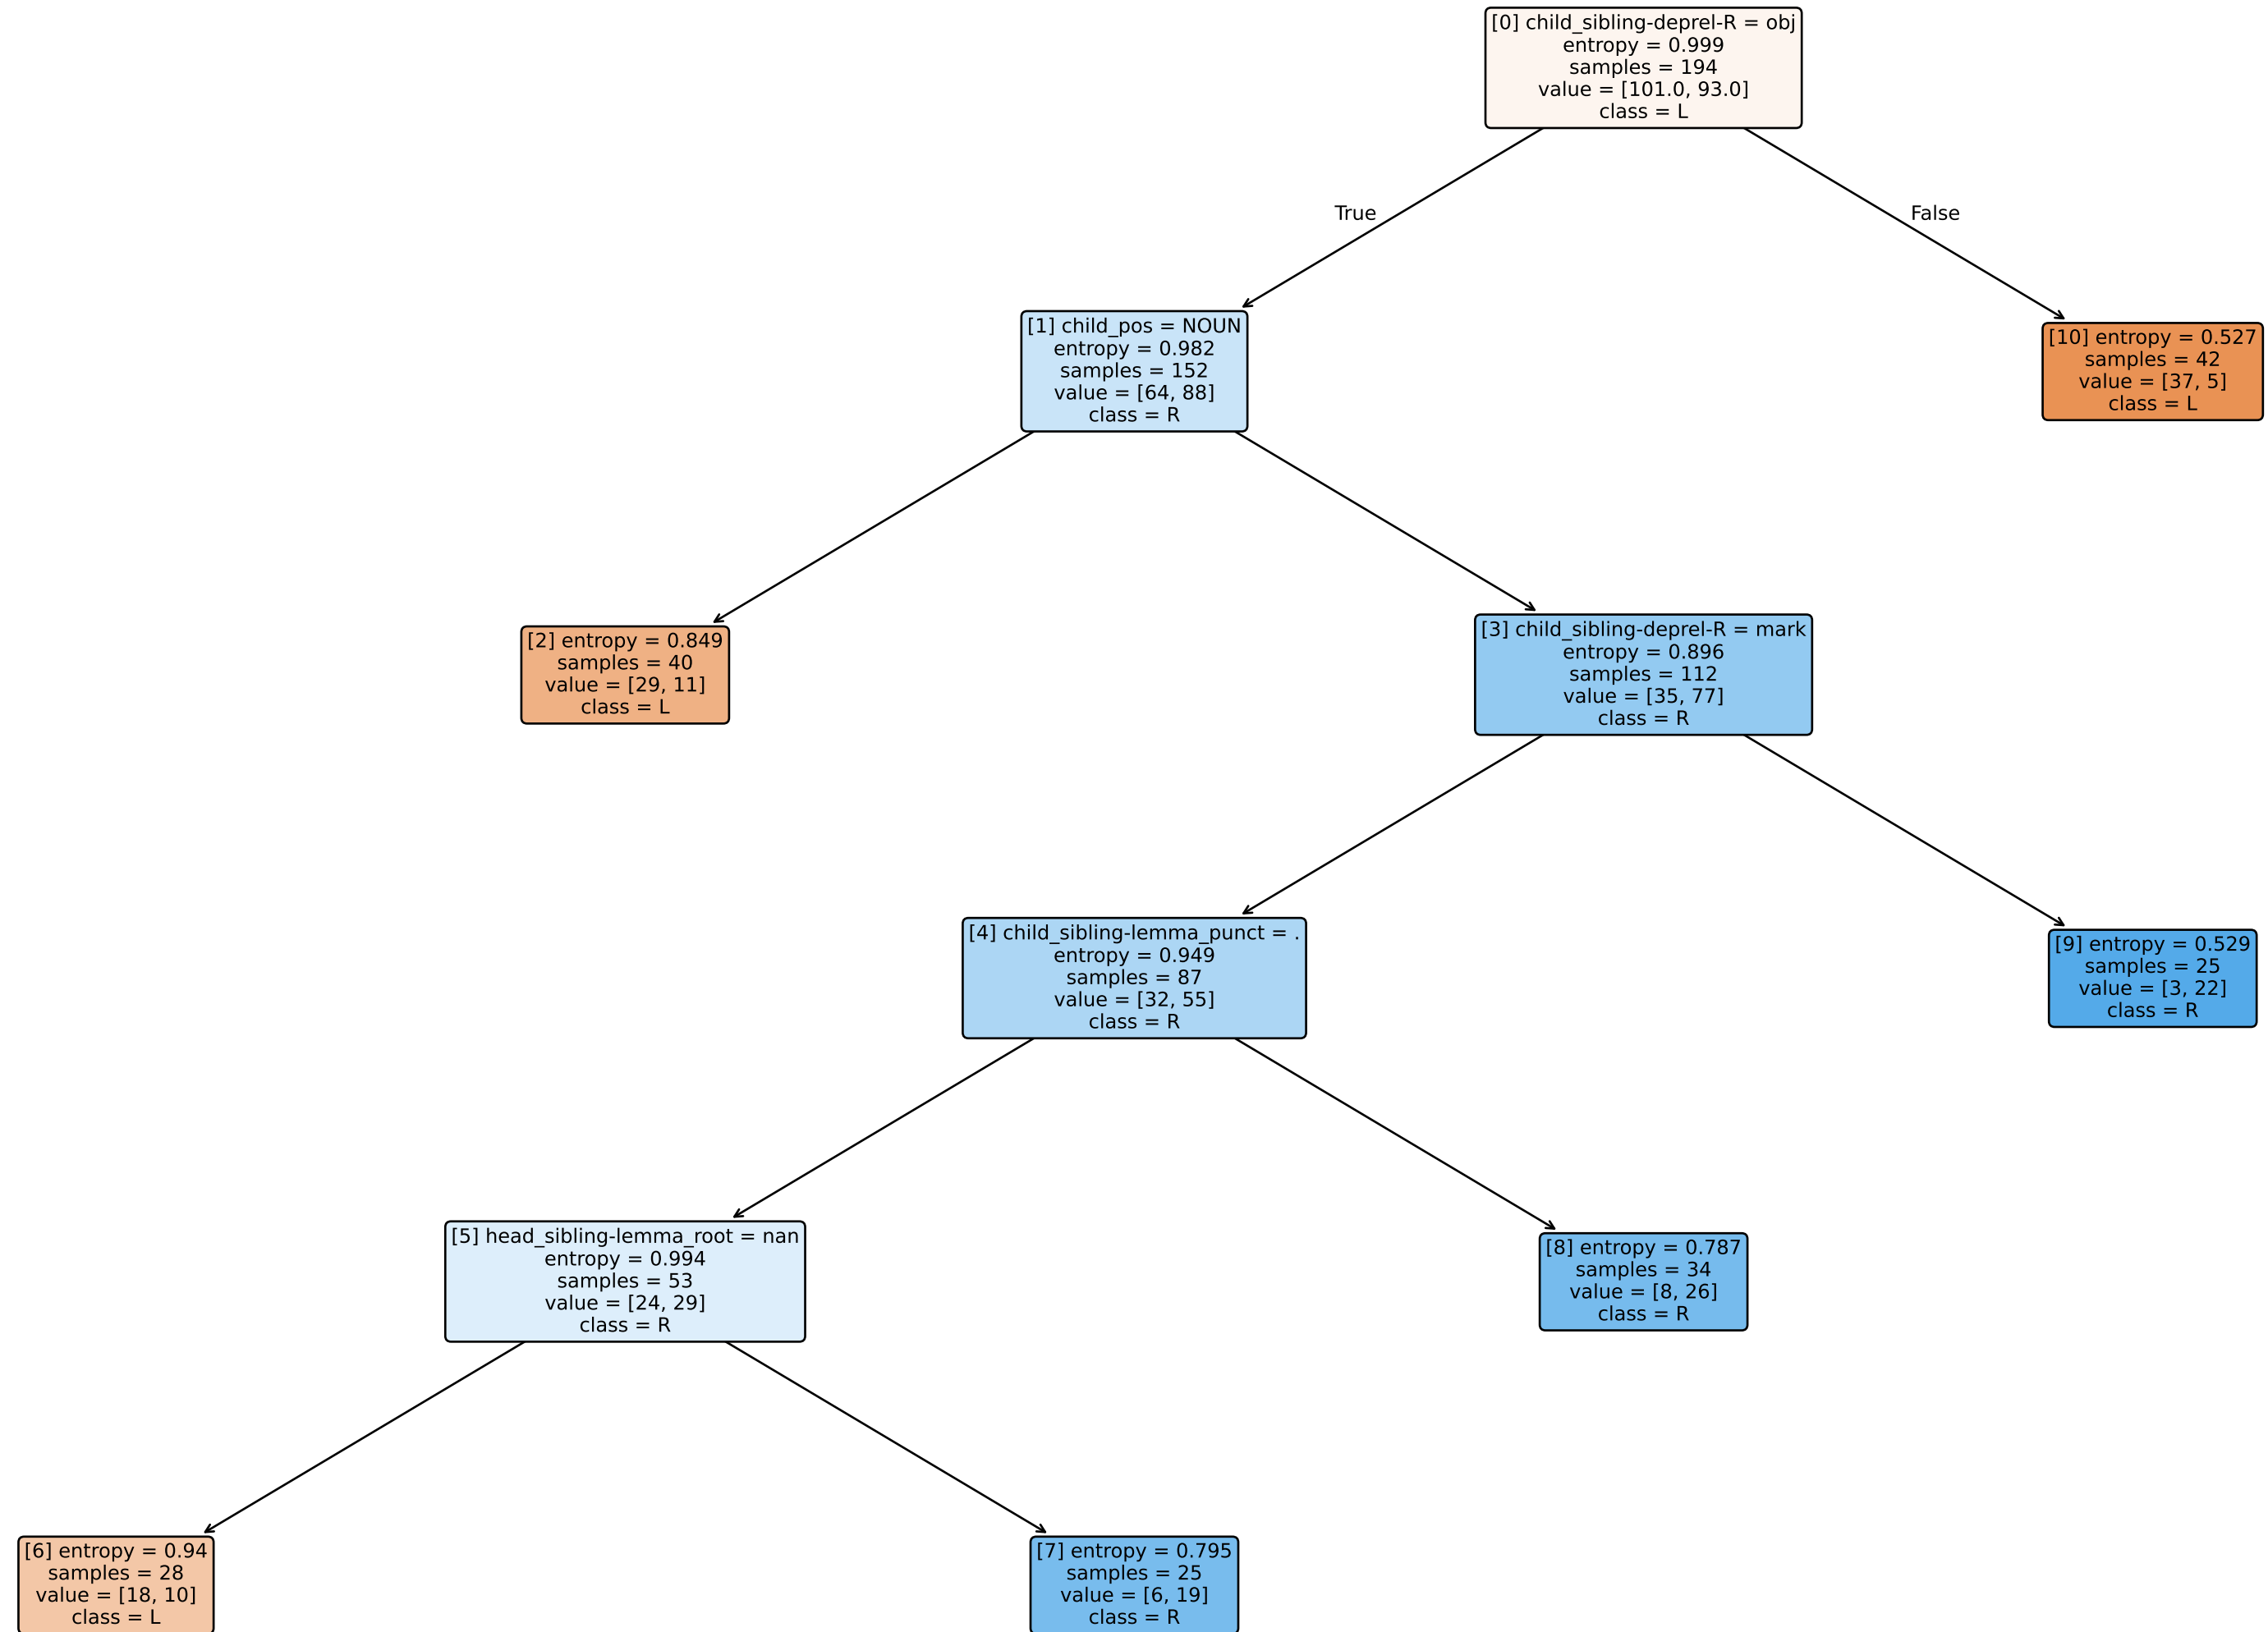 [0] child_sibling-deprel-R = obj
entropy = 0.999
samples = 194
value = [101.0, 93.0]
class = L
True
False
[1] child_pos = NOUN
entropy = 0.982
samples = 152
value = [64, 88]
class = R
[10] entropy = 0.527
samples = 42
value = [37, 5]
class = L
[2] entropy = 0.849
samples = 40
value = [29, 11]
class = L
[3] child_sibling-deprel-R = mark
entropy = 0.896
samples = 112
value = [35, 77]
class = R
[4] child_sibling-lemma_punct = .
entropy = 0.949
samples = 87
value = [32, 55]
class = R
[9] entropy = 0.529
samples = 25
value = [3, 22]
class = R
[5] head_sibling-lemma_root = nan
entropy = 0.994
samples = 53
value = [24, 29]
class = R
[8] entropy = 0.787
samples = 34
value = [8, 26]
class = R
[6] entropy = 0.94
samples = 28
value = [18, 10]
class = L
[7] entropy = 0.795
samples = 25
value = [6, 19]
class = R